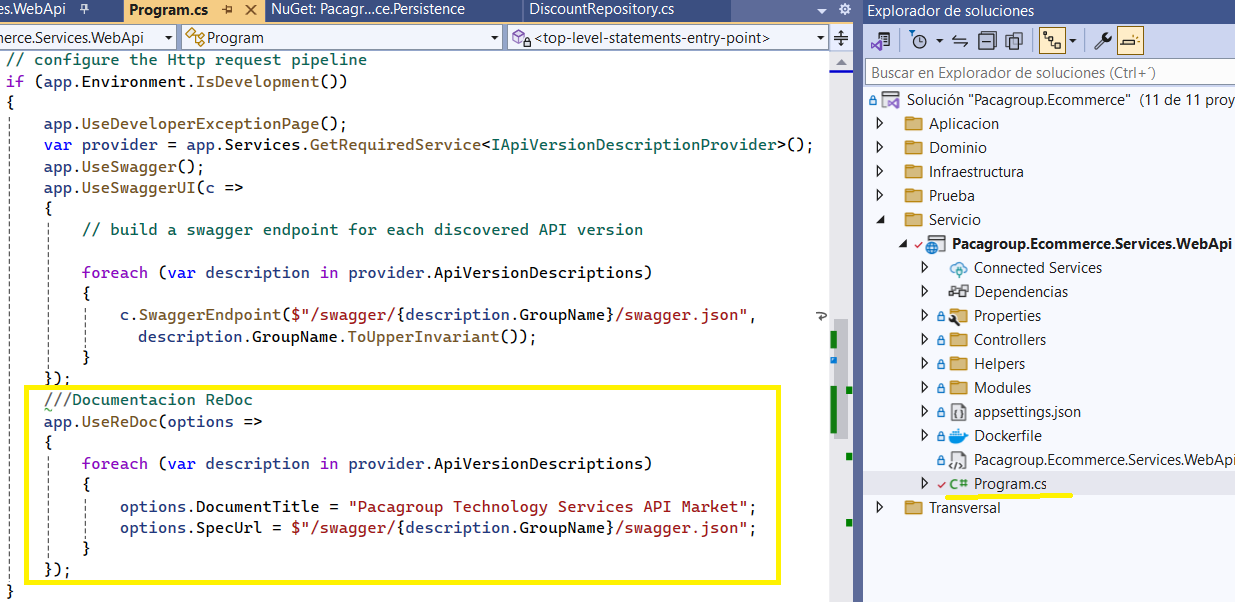 es.WebApi
Program.cs
NuGet: Pacagr...ce.Persistence
DiscountRepository.cs
nerce.Services.WebApi
Program
<top-level-statements-entry-point>
// configure the Http request pipeline
if (app.Environment.IsDevelopment())
{
app.UseDeveloperExceptionPage();
var provider = app.Services.GetRequiredService<IApiVersionDescriptionProvider>();
app.UseSwagger();
app.UseSwaggerUI(c =>
{
// build a swagger endpoint for each discovered API version
foreach (var description in provider.ApiVersionDescriptions)
{
c.SwaggerEndpoint($"/swagger/{description.GroupName}/swagger.json",
description.GroupName.ToUpperInvariant());
}
});
///Documentacion ReDoc
app.UseReDoc(options =>
{
foreach (var description in provider.ApiVersionDescriptions)
{
options.DocumentTitle = "Pacagroup Technology Services API Market";
options.SpecUrl = $"/swagger/{description.GroupName}/swagger.json";
}
});
}
Explorador de soluciones
Buscar en Explorador de soluciones (Ctrl+´)
Solución "Pacagroup.Ecommerce" (11 de 11 proy
Aplicacion
Dominio
Infraestructura
Prueba
Servicio
Pacagroup.Ecommerce.Services.WebApi
Connected Services
Dependencias
Properties
Controllers
Helpers
Modules
appsettings.json
Dockerfile
Pacagroup.Ecommerce.Services.WebApi
C# Program.cs
Transversal